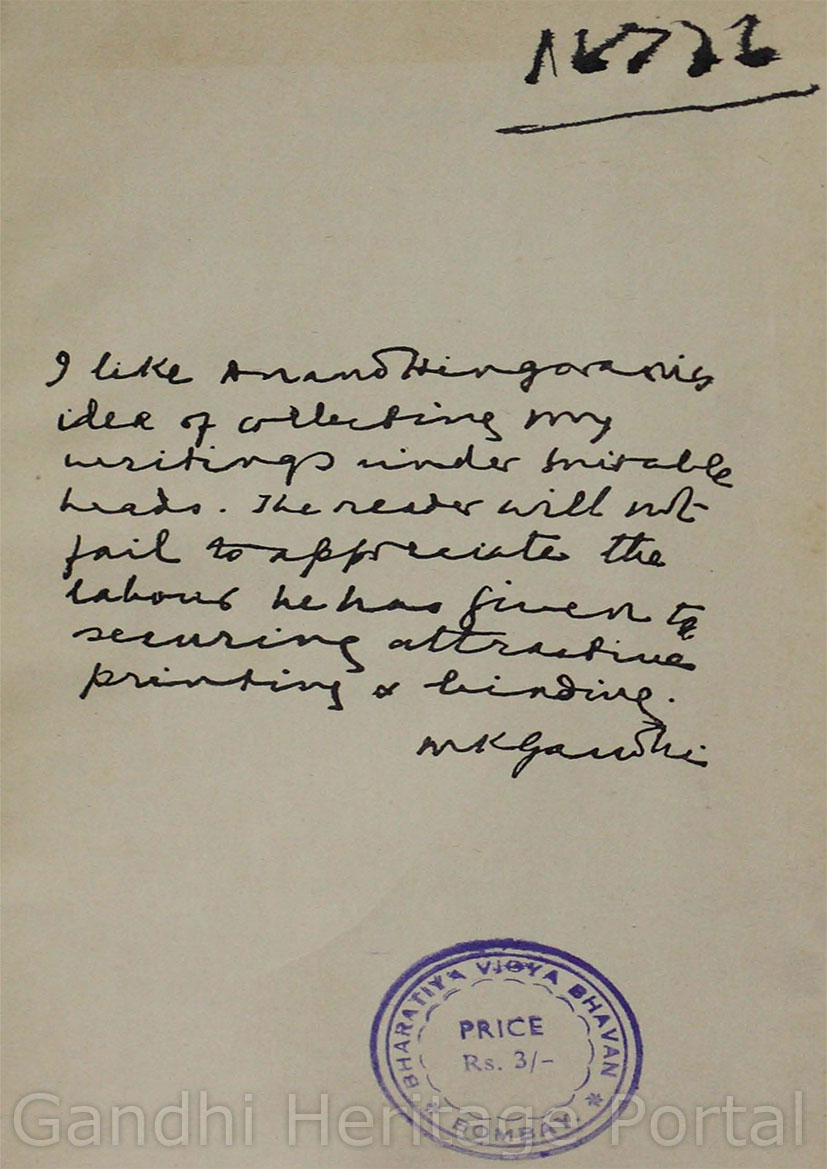 I like Anand Hingorani's
idea of collecting my
writings under suitable
heads. The reader will not
fail to appreciate the
labour he has given to
securing attractive
printing & binding.
MKGandhi
BHARATIYA VIDYA BHAVAN
PRICE
Rs. 3/-
* BOMBAY. *
Gandhi Heritage Portal